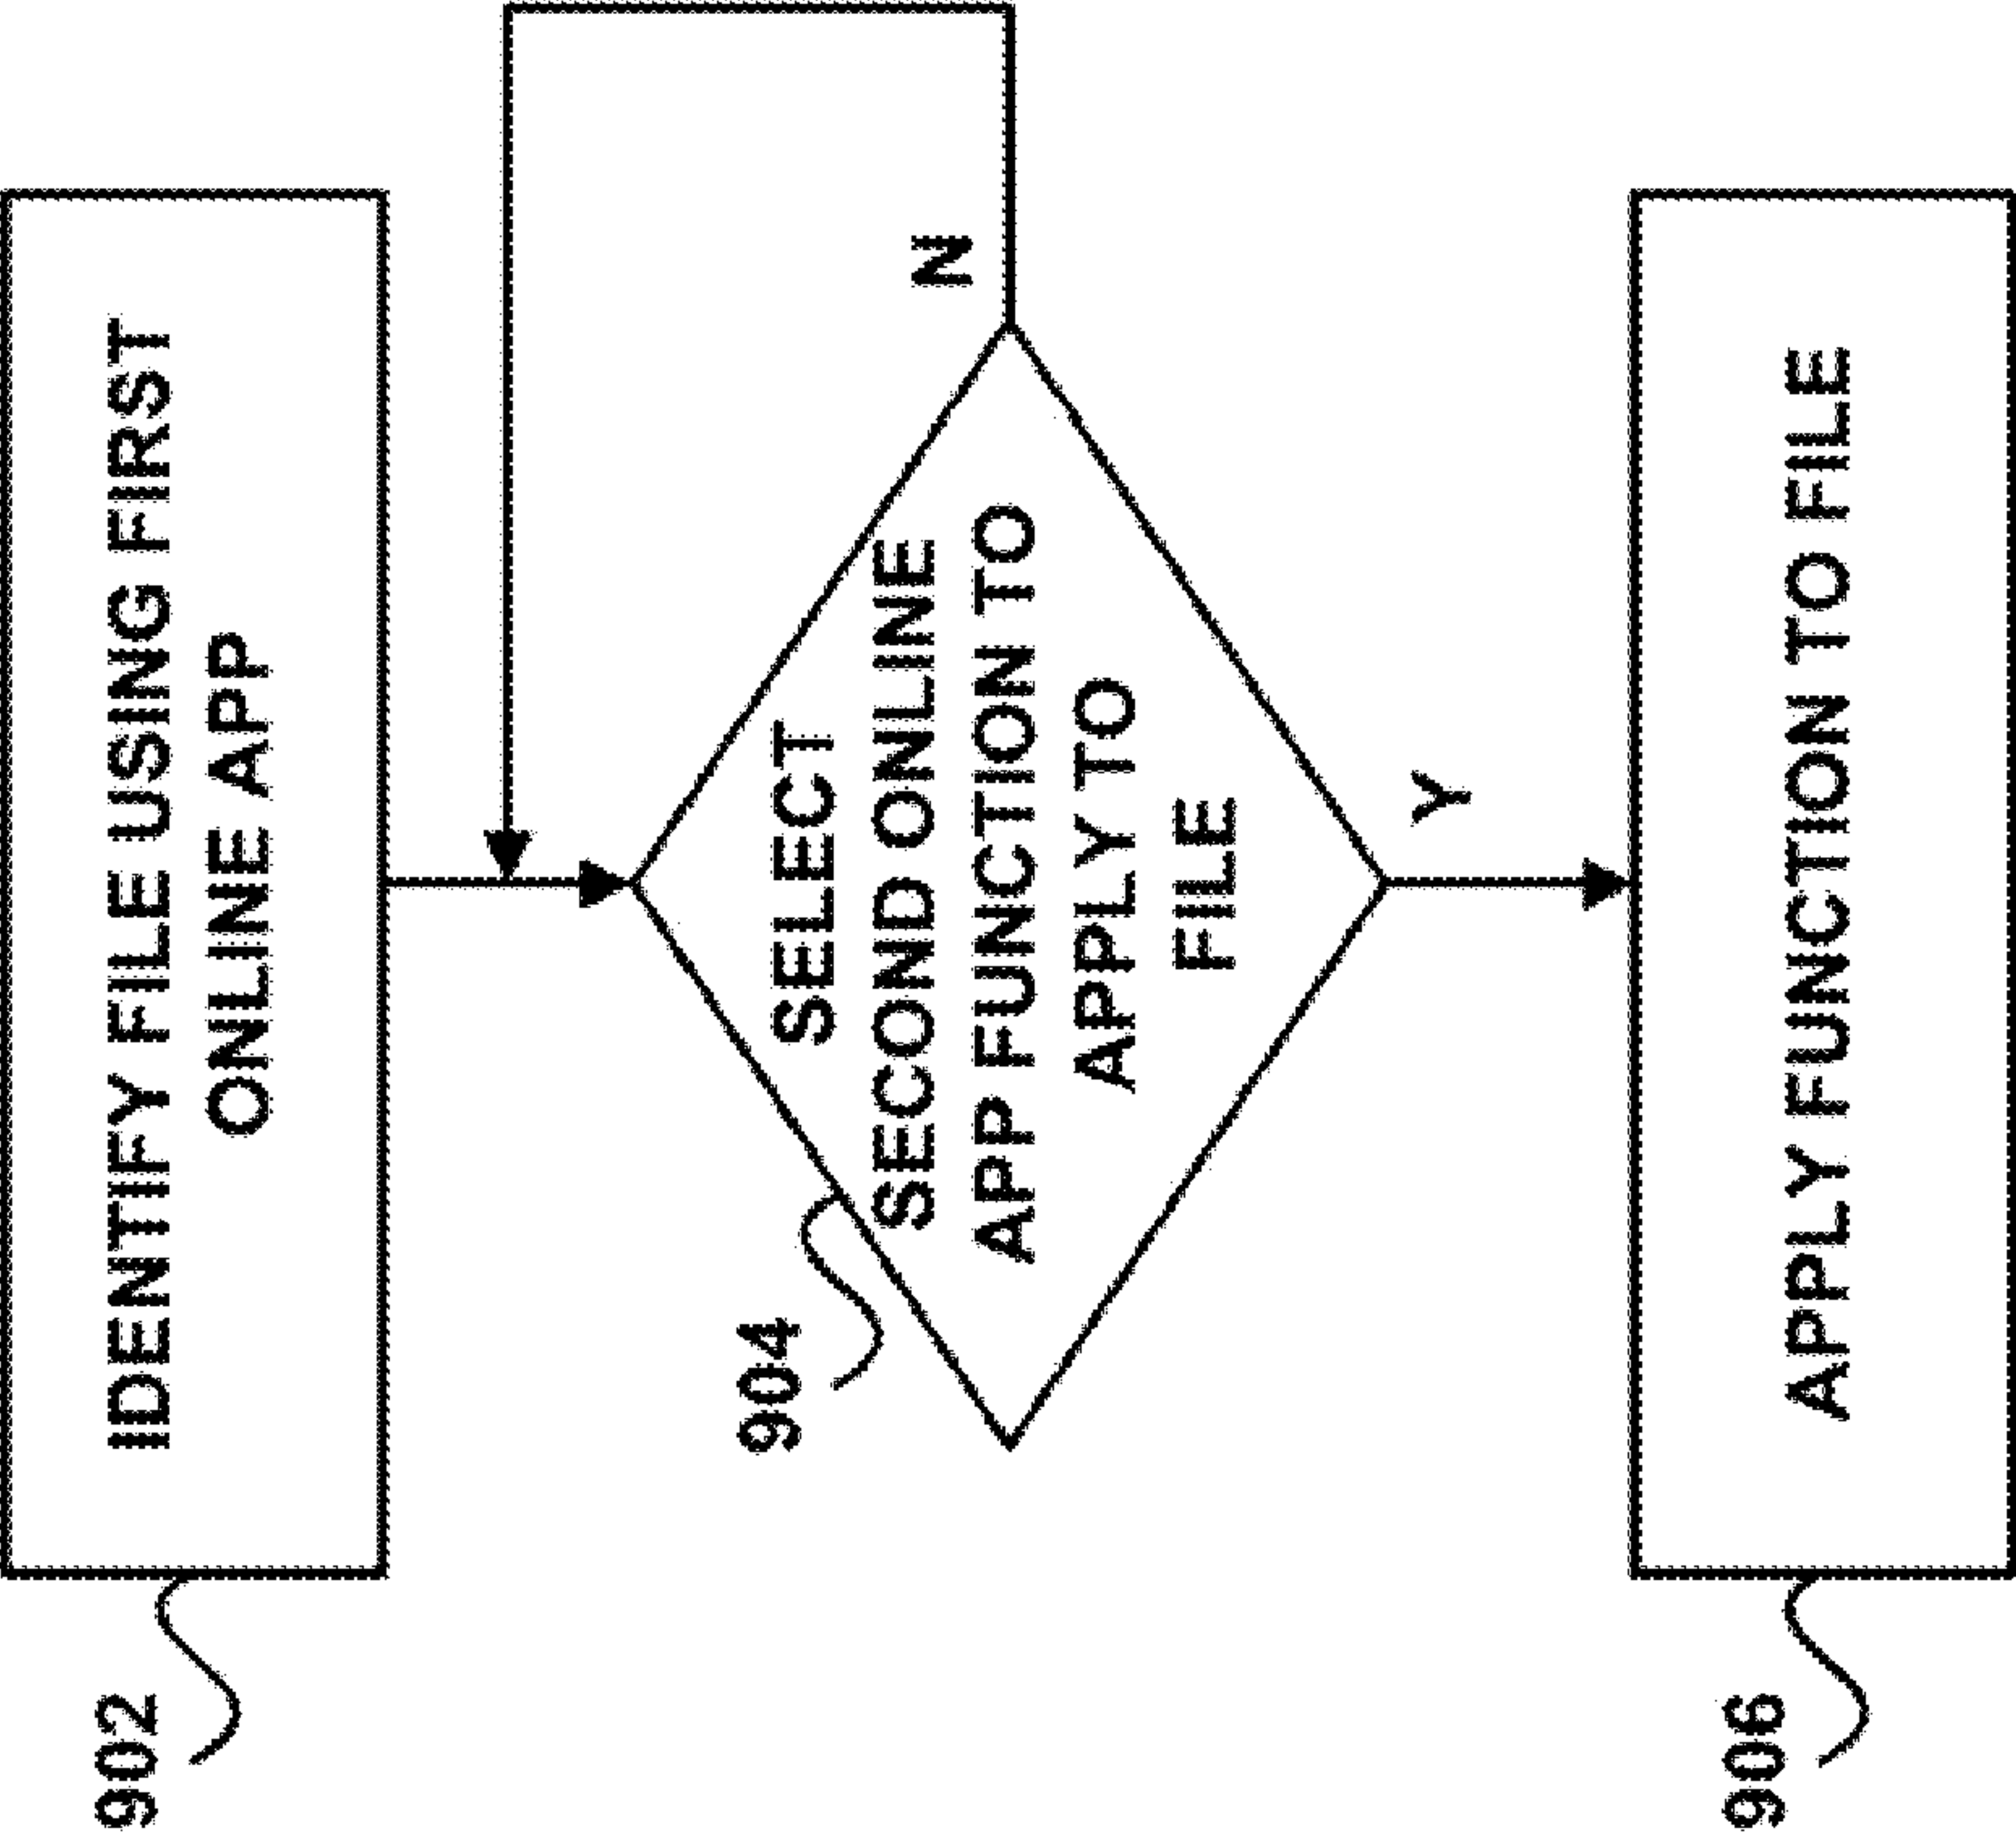 902
IDENTIFY FILE USING FIRST
ONLINE APP
904
SELECT
SECOND ONLINE
APP FUNCTION TO
APPLY TO
FILE
N
Y
906
APPLY FUNCTION TO FILE